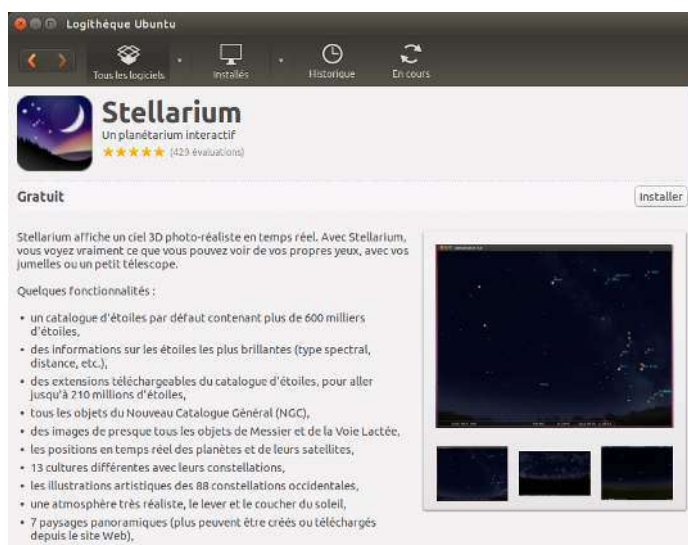 Logithèque Ubuntu
Tous les logiciels
Installés
Historique
En cours
Stellarium
Un planétarium interactif
(429 évaluations)
Gratuit
Installer
Stellarium affiche un ciel 3D photo-réaliste en temps réel. Avec Stellarium,
vous voyez vraiment ce que vous pouvez voir de vos propres yeux, avec vos
jumelles ou un petit télescope.
Quelques fonctionnalités :
• un catalogue d'étoiles par défaut contenant plus de 600 milliers
d'étoiles,
• des informations sur les étoiles les plus brillantes (type spectral,
distance, etc.),
• des extensions téléchargeables du catalogue d'étoiles, pour aller
jusqu'à 210 millions d'étoiles,
• tous les objets du Nouveau Catalogue Général (NGC),
• des images de presque tous les objets de Messier et de la Voie Lactée,
• les positions en temps réel des planètes et de leurs satellites,
• 13 cultures différentes avec leurs constellations,
• les illustrations artistiques des 88 constellations occidentales,
• une atmosphère très réaliste, le lever et le coucher du soleil,
• 7 paysages panoramiques (plus peuvent être créés ou téléchargés
depuis le site Web),